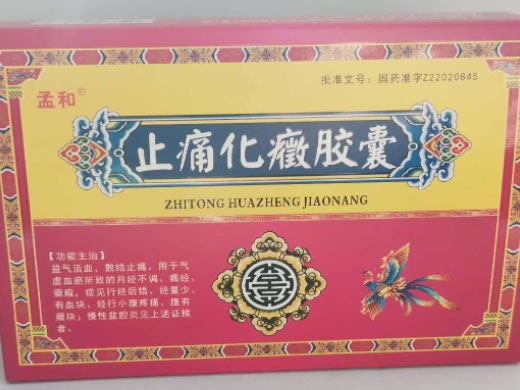 批准文号：国药准字Z22020845
孟和®
止痛化癥胶囊
ZHITONG HUAZHENG JIAONANG
【功能主治】
益气活血，散结止痛，用于气
虚血瘀所致的月经不调、痛经、
癥瘕，症见行经后错、经量少、
有血块、经行小腹疼痛、腹有
癥块；慢性盆腔炎见上述证候
者。